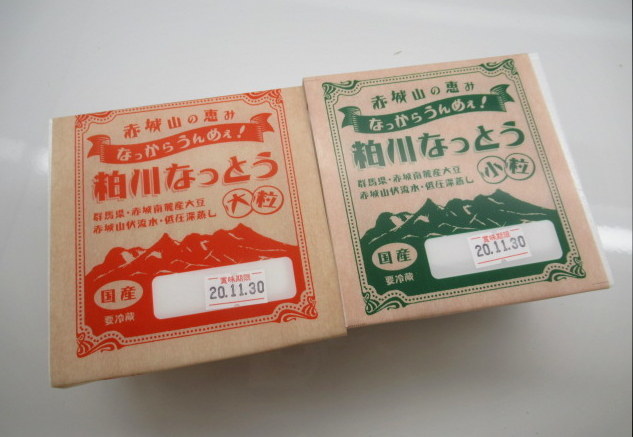 赤城山の恵み
なっからうんめぇ!
粕川なっとう
大粒
群馬県・赤城南麓産大豆
赤城山伏流水・低圧深蒸し
国産
要冷蔵
賞味期限
20.11.30
赤城山の恵み
なっからうんめぇ!
粕川なっとう
小粒
群馬県・赤城南麓産大豆
赤城山伏流水・低圧深蒸し
国産
要冷蔵
賞味期限
20.11.30